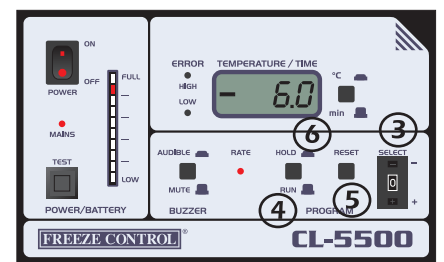 ON
OFF
POWER
FULL
MAINS
TEST
LOW
POWER/BATTERY
ERROR
HIGH
LOW
TEMPERATURE / TIME
- 6.0
°C
min
6
3
AUDIBLE
MUTE
BUZZER
RATE
HOLD
RUN
RESET
SELECT
-
0
+
4
5
PROGRAM
FREEZE CONTROL®
CL-5500